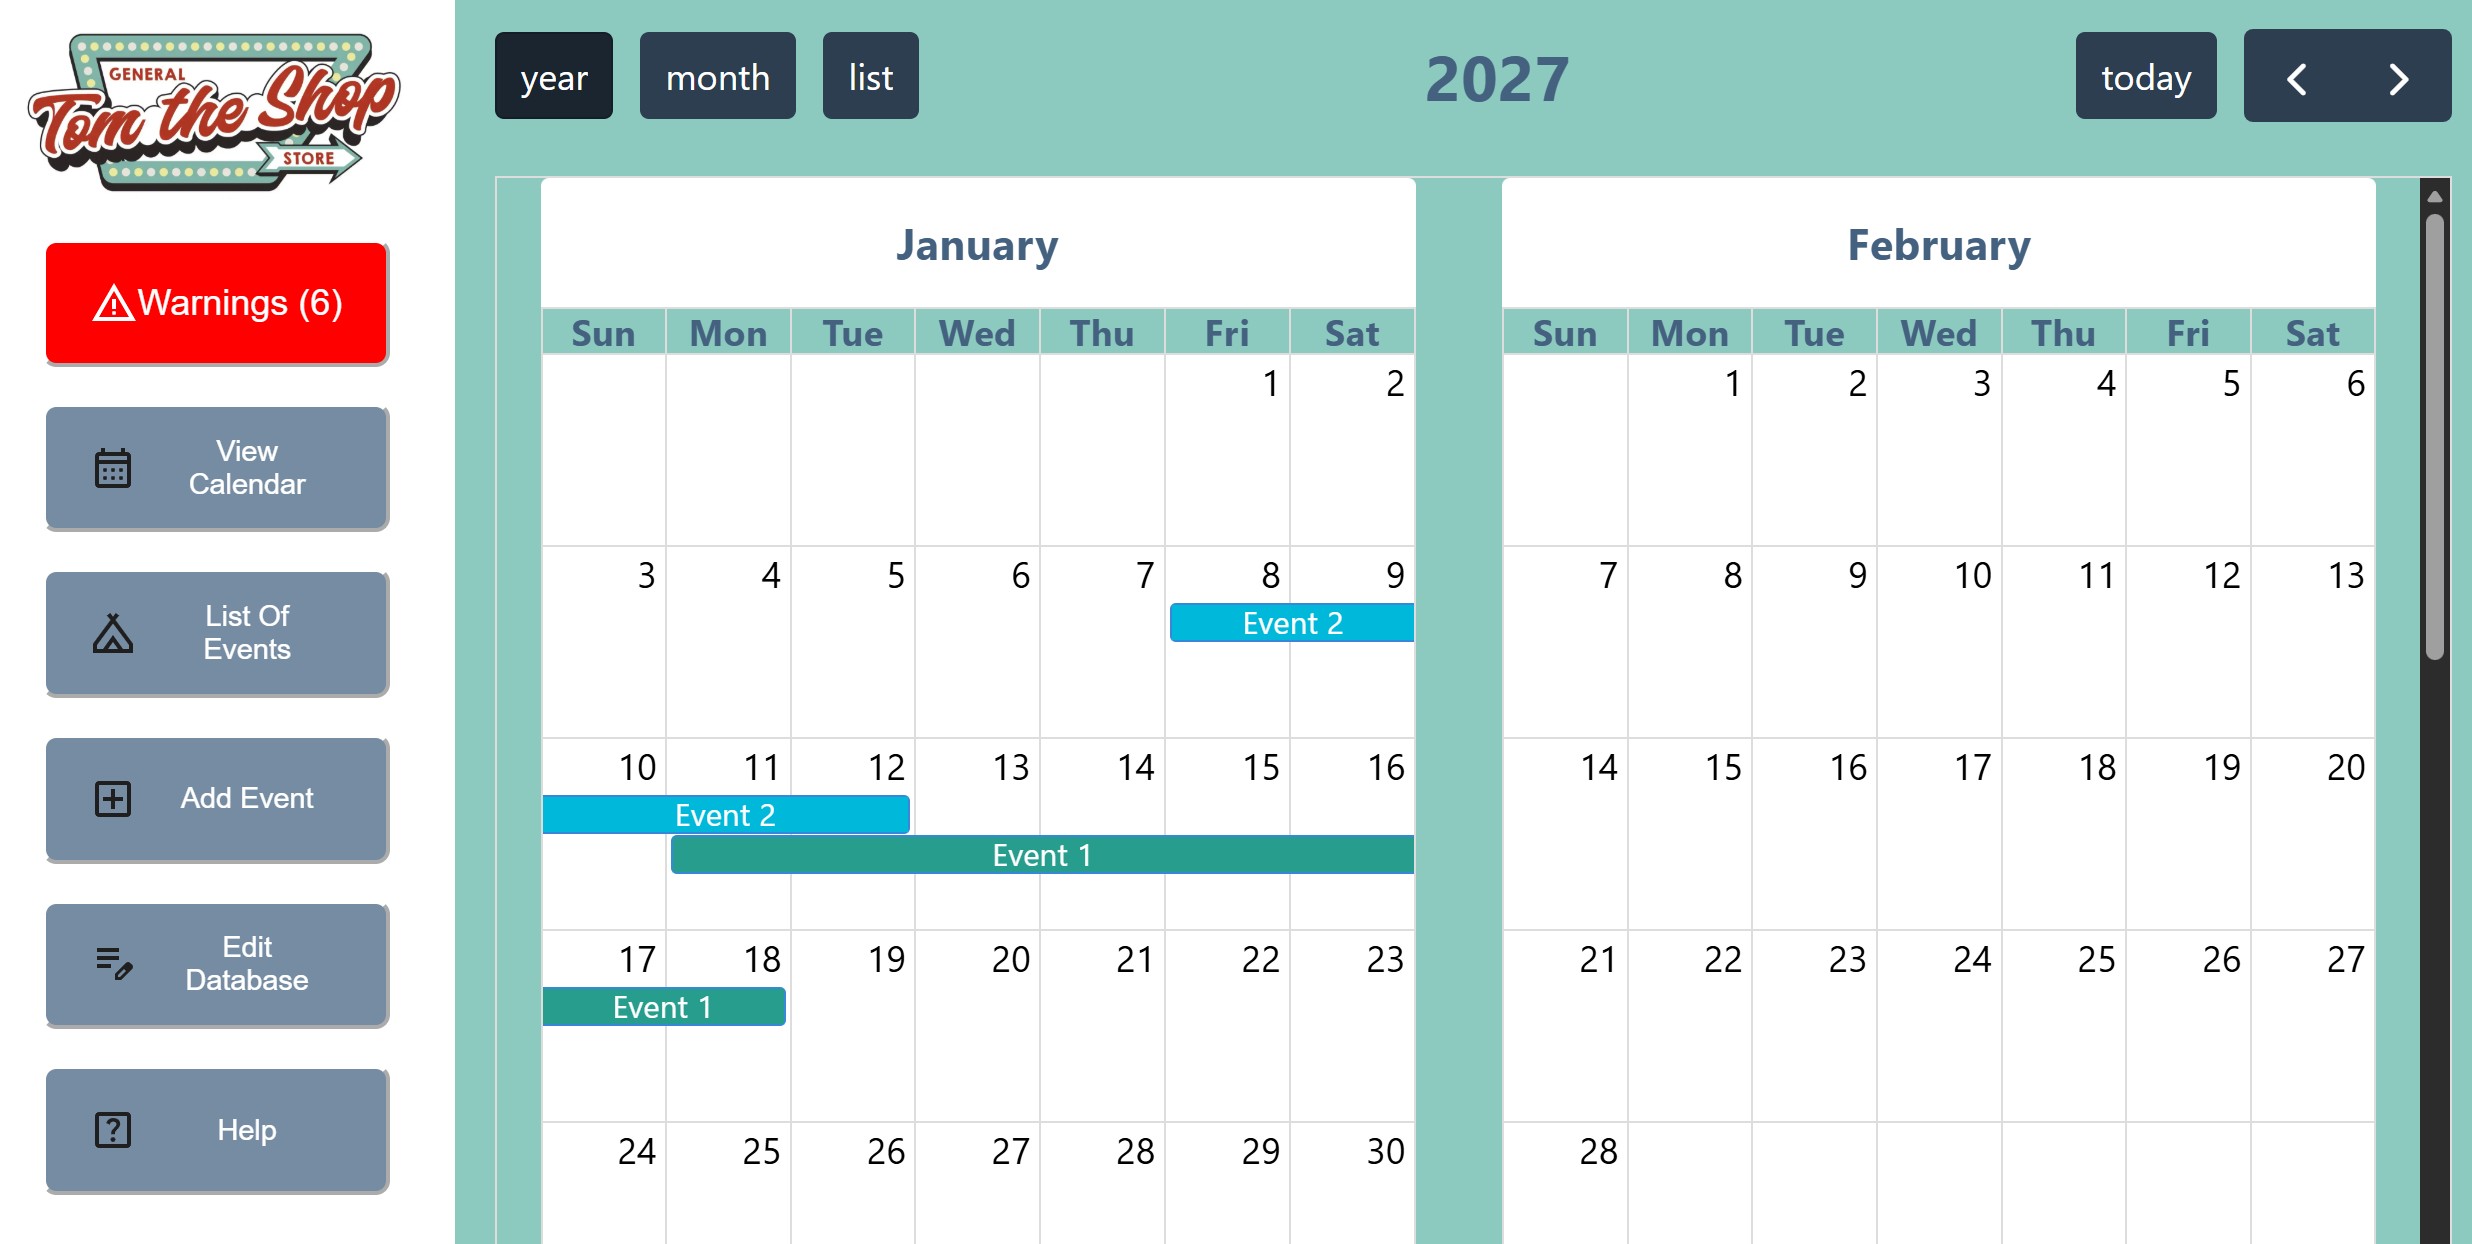 GENERAL
Tom the Shop
STORE
Warnings (6)
View
Calendar
List Of
Events
Add Event
Edit
Database
Help
year month list 2027 today
January
Sun Mon Tue Wed Thu Fri Sat
1 2
3 4 5 6 7 8 9
Event 2
10 11 12 13 14 15 16
Event 2
Event 1
17 18 19 20 21 22 23
Event 1
24 25 26 27 28 29 30
February
Sun Mon Tue Wed Thu Fri Sat
1 2 3 4 5 6
7 8 9 10 11 12 13
14 15 16 17 18 19 20
21 22 23 24 25 26 27
28